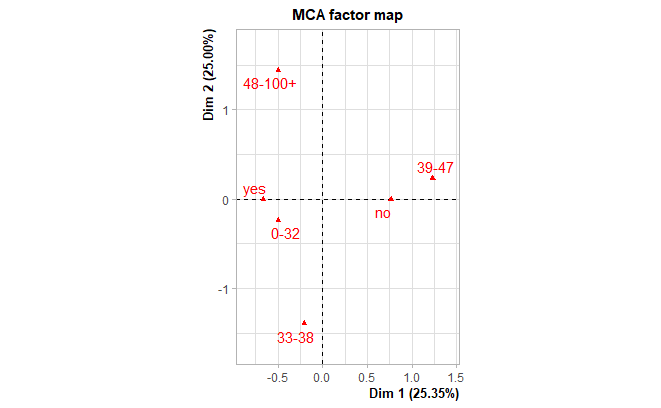 MCA factor map
Dim 2 (25.00%)
48-100+
1
39-47
yes
0
no
0-32
-1
33-38
-0.5
0.0
0.5
1.0
1.5
Dim 1 (25.35%)